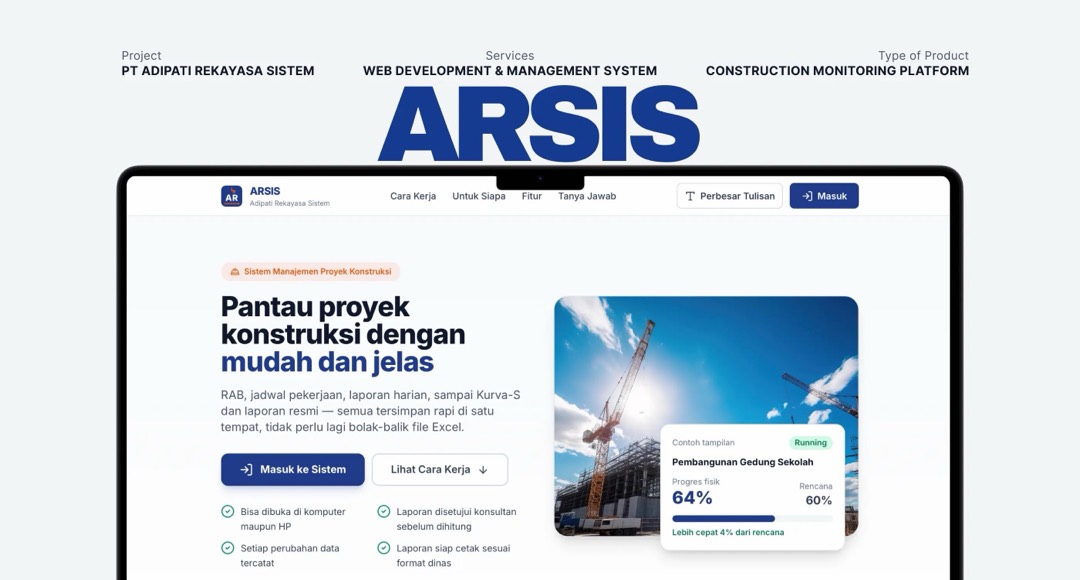 Project
PT ADIPATI REKAYASA SISTEM
Services
WEB DEVELOPMENT & MANAGEMENT SYSTEM
Type of Product
CONSTRUCTION MONITORING PLATFORM
ARSIS
AR
ARSIS
Adipati Rekayasa Sistem
Cara Kerja
Untuk Siapa
Fitur
Tanya Jawab
Perbesar Tulisan
Masuk
Sistem Manajemen Proyek Konstruksi
Pantau proyek
konstruksi dengan
mudah dan jelas
RAB, jadwal pekerjaan, laporan harian, sampai Kurva-S
dan laporan resmi — semua tersimpan rapi di satu
tempat, tidak perlu lagi bolak-balik file Excel.
Masuk ke Sistem
Lihat Cara Kerja ↓
Bisa dibuka di komputer
maupun HP
Laporan disetujui konsultan
sebelum dihitung
Setiap perubahan data
tercatat
Laporan siap cetak sesuai
format dinas
Contoh tampilan
Running
Pembangunan Gedung Sekolah
Progres fisik
64%
Rencana
60%
Lebih cepat 4% dari rencana